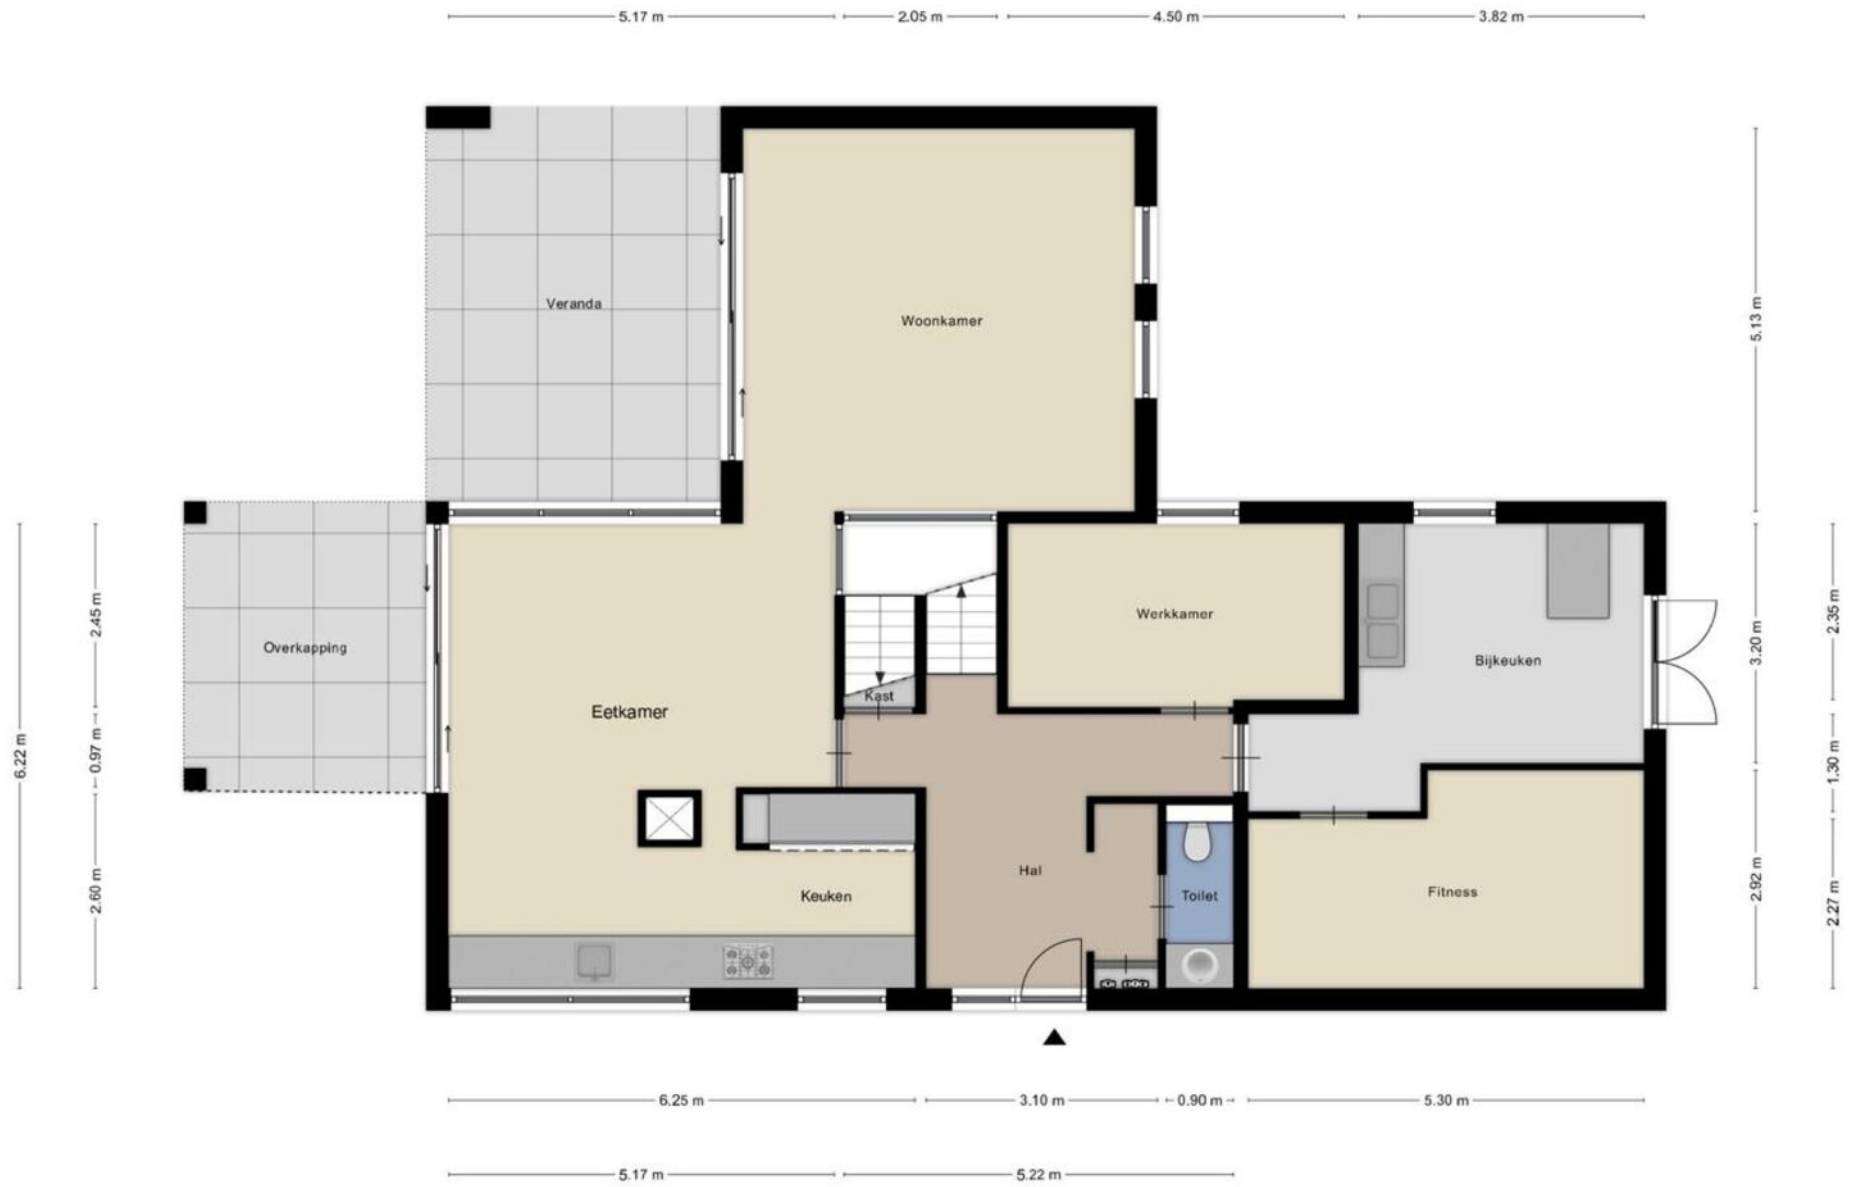 5.17 m
2.05 m
4.50 m
3.82 m
Veranda
Woonkamer
5.13 m
Overkapping
Eetkamer
Kast
Werkkamer
Bijkeuken
6.22 m
2.45 m
0.97 m
2.60 m
3.20 m
2.92 m
2.35 m
1.30 m
2.27 m
Keuken
Hal
Toilet
Fitness
6.25 m
3.10 m
0.90 m
5.30 m
5.17 m
5.22 m